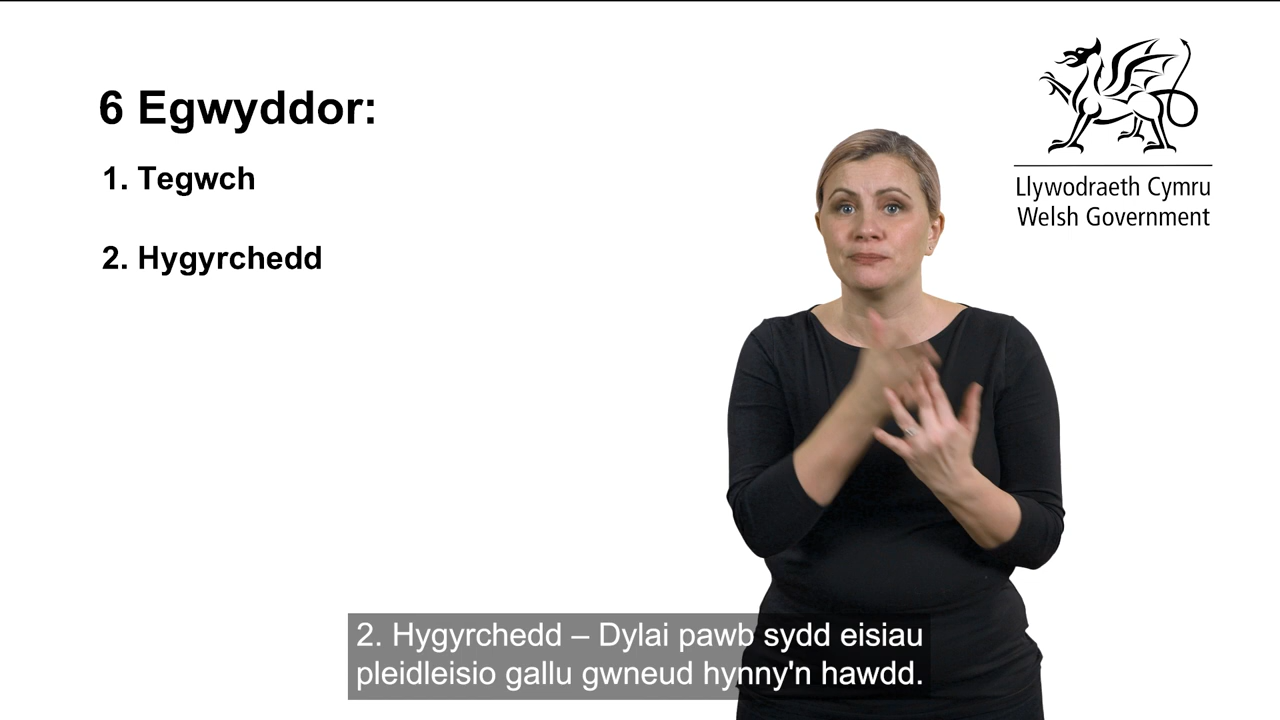 6 Egwyddor:
1. Tegwch
2. Hygyrchedd
Llywodraeth Cymru
Welsh Government
2. Hygyrchedd – Dylai pawb sydd eisiau
pleidleisio gallu gwneud hynny'n hawdd.